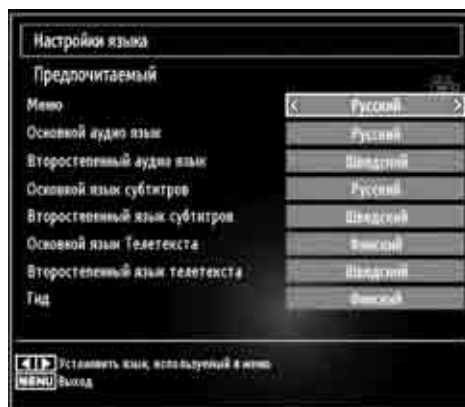 Настройки языка
Предпочитаемый
Меню
Русский
Основной аудио язык
Русский
Второстепенный аудио язык
Шведский
Основной язык субтитров
Русский
Второстепенный язык субтитров
Шведский
Основной язык Телетекста
Финский
Второстепенный язык телетекста
Шведский
Гид
Финский
Установить язык, используемый в меню.
MENU Выход